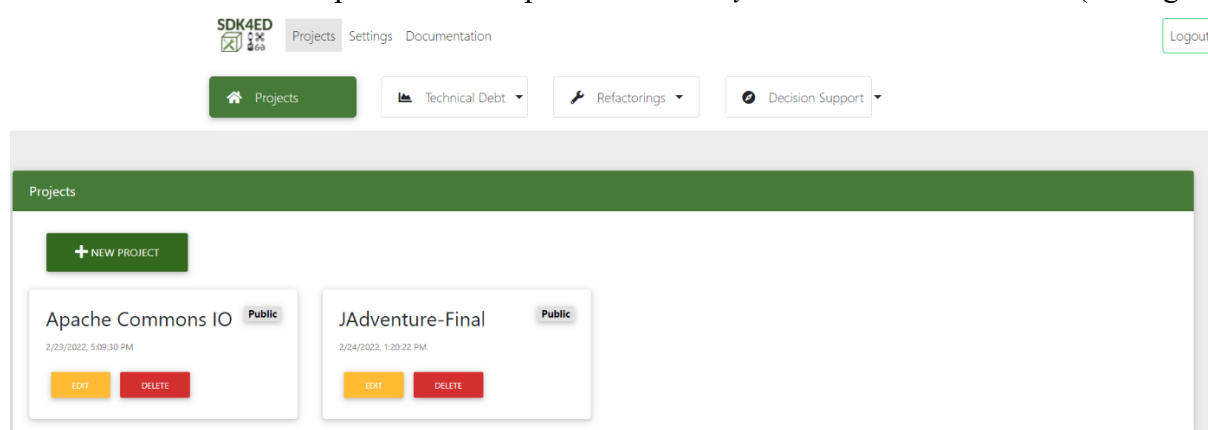 SDK4ED
Projects Settings Documentation
Logout
Projects
Technical Debt
Refactorings
Decision Support
Projects
+ NEW PROJECT
Apache Commons IO Public
2/23/2022, 5:09:30 PM
EDIT DELETE
JAdventure-Final Public
2/24/2022, 1:20:22 PM
EDIT DELETE